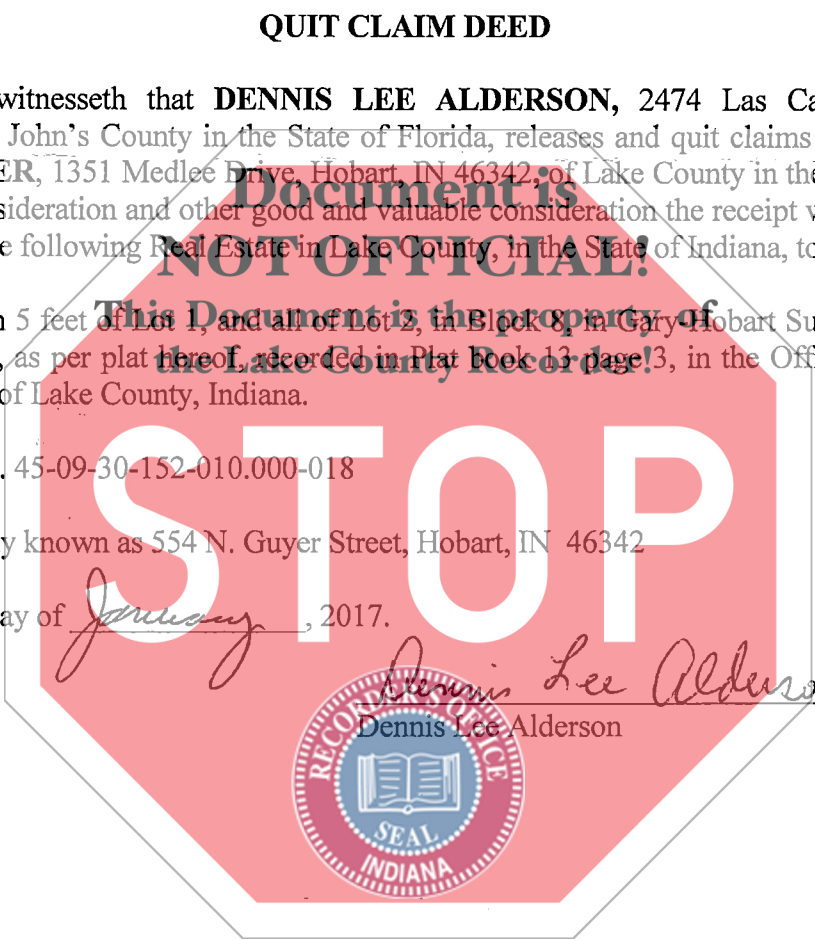 QUIT CLAIM DEED
witnesseth that DENNIS LEE ALDERSON, 2474 Las Ca
John's County in the State of Florida, releases and quit claims
ER, 1351 Medlee Drive, Hobart, IN 46342, of Lake County in the
sideration and other good and valuable consideration the receipt v
e following Real Estate in Lake County, in the State of Indiana, to
Document is
NOT OFFICIAL!
5 feet of Lot 1, and all of Lot 2, in Block 8, in Gary-Hobart Su
This Document is the property of
, as per plat hereof, recorded in Plat book 13 page 3, in the Off
the Lake County Recorder!
of Lake County, Indiana.
STOP
. 45-09-30-152-010.000-018
y known as 554 N. Guyer Street, Hobart, IN 46342
ay of January, 2017.
Dennis Lee Alderso
Dennis Lee Alderson
RECORDER'S OFFICE
SEAL
INDIANA